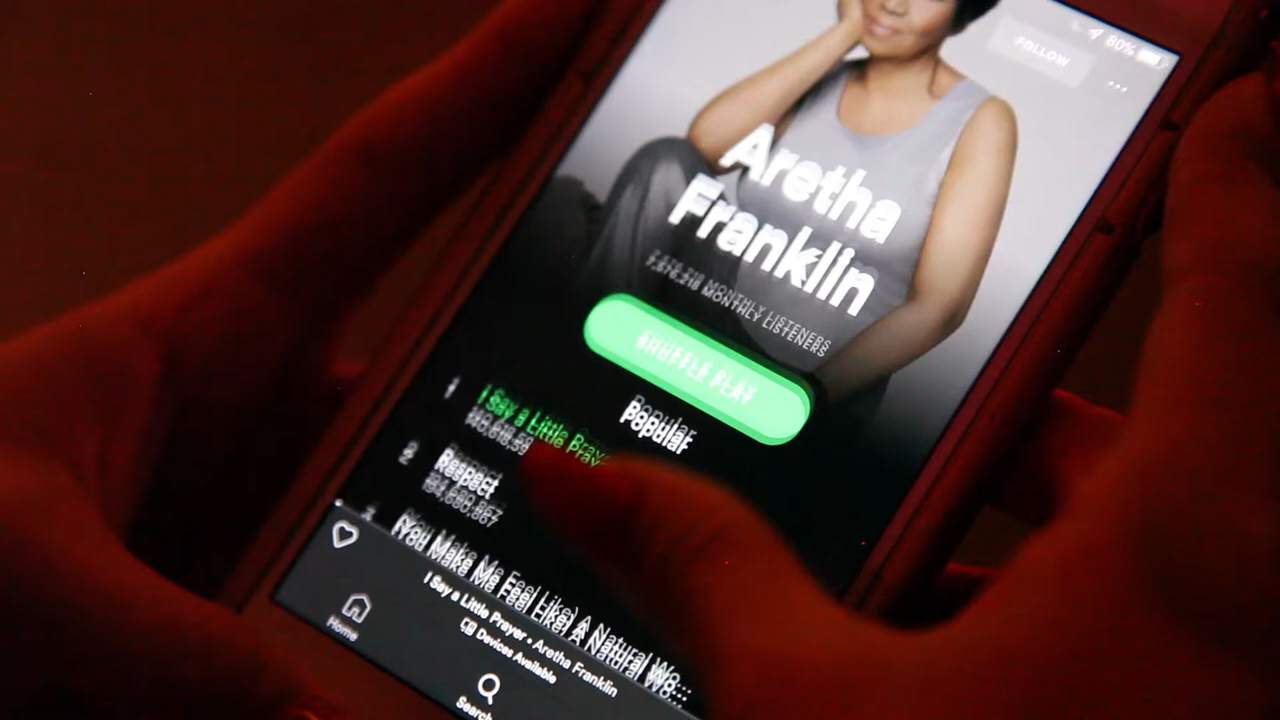 80%
FOLLOW
Aretha
Franklin
MONTHLY LISTENERS
SHUFFLE PLAY
Popular
1
I Say a Little Pray
2
Respect
(You Make Me Feel Like) A Natural Wo...
I Say a Little Prayer • Aretha Franklin
Devices Available
Home
Search